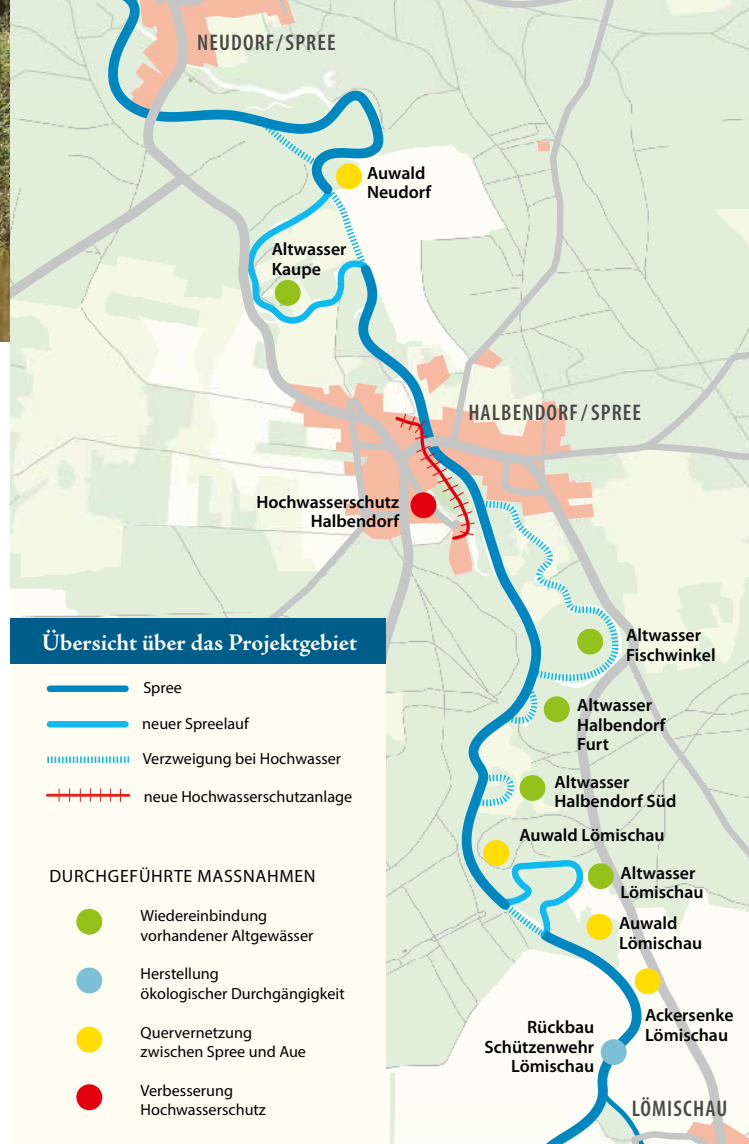 NEUDORF/SPREE
Auwald
Neudorf
Altwasser
Kaupe
HALBENDORF/SPREE
Hochwasserschutz
Halbendorf
Altwasser
Fischwinkel
Altwasser
Halbendorf
Furt
Altwasser
Halbendorf Süd
Auwald Lömischau
Altwasser
Lömischau
Auwald
Lömischau
Ackersenke
Lömischau
Rückbau
Schützenwehr
Lömischau
LÖMISCHAU
Übersicht über das Projektgebiet
Spree
neuer Spreelauf
Verzweigung bei Hochwasser
neue Hochwasserschutzanlage
DURCHGEFÜHRTE MASSNAHMEN
Wiedereinbindung
vorhandener Altgewässer
Herstellung
ökologischer Durchgängigkeit
Quervernetzung
zwischen Spree und Aue
Verbesserung
Hochwasserschutz